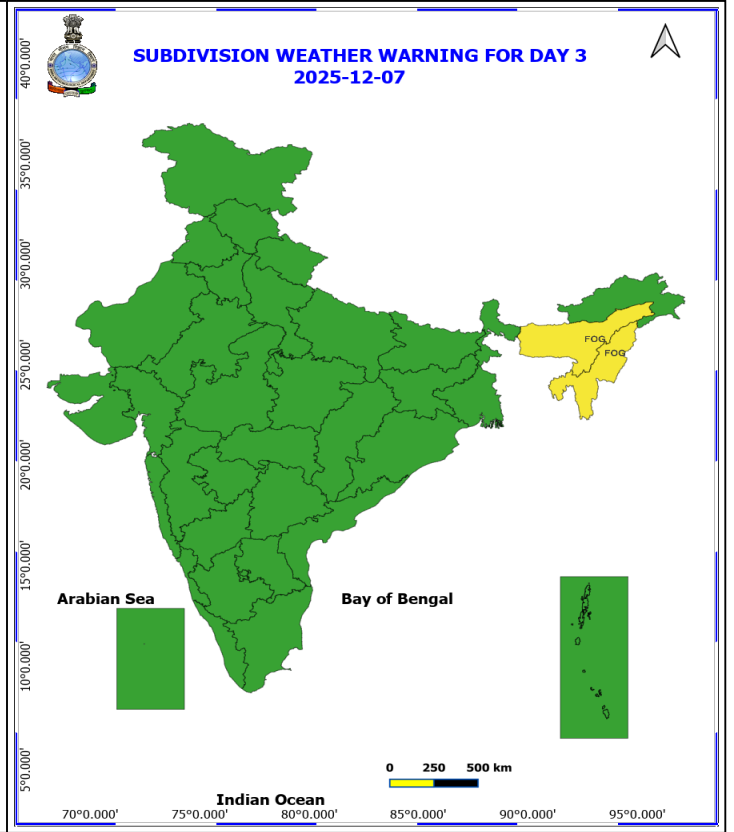 SUBDIVISION WEATHER WARNING FOR DAY 3
2025-12-07
40°0.000'
35°0.000'
30°0.000'
25°0.000'
20°0.000'
15°0.000'
10°0.000'
5°0.000'
FOG
FOG
Arabian Sea
Bay of Bengal
0 250 500 km
Indian Ocean
70°0.000' 75°0.000' 80°0.000' 85°0.000' 90°0.000' 95°0.000'